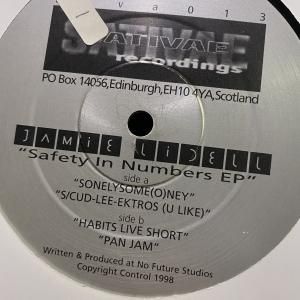 va013
SATIVAE
recordings
PO Box 14056,Edinburgh,EH10 4YA,Scotland
JAMIE LIDELL
"Safety In Numbers EP"
side a
"SONELYSOME(O)NEY"
"S/CUD-LEE-EKTROS (U LIKE)"
side b
"HABITS LIVE SHORT"
"PAN JAM"
Written & Produced at No Future Studios
Copyright Control 1998